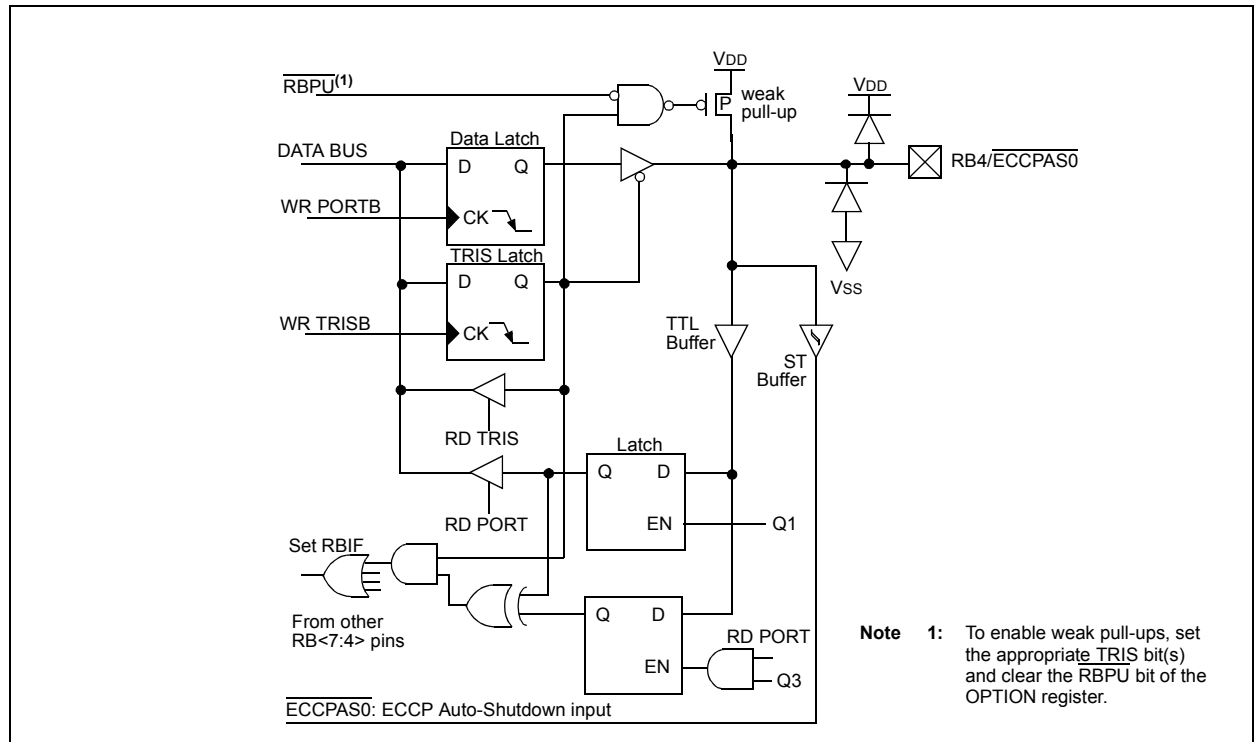 VDD
RBPU(1)
P
weak
pull-up
VDD
Data Latch
DATA BUS
D Q
RB4/ECCPAS0
WR PORTB
CK
TRIS Latch
D Q
VSS
WR TRISB
CK
TTL
Buffer
ST
Buffer
RD TRIS
Latch
Q D
RD PORT
EN
Q1
Set RBIF
From other
RB<7:4> pins
Q D
RD PORT
EN
Q3
ECCPAS0: ECCP Auto-Shutdown input
Note 1: To enable weak pull-ups, set
the appropriate TRIS bit(s)
and clear the RBPU bit of the
OPTION register.